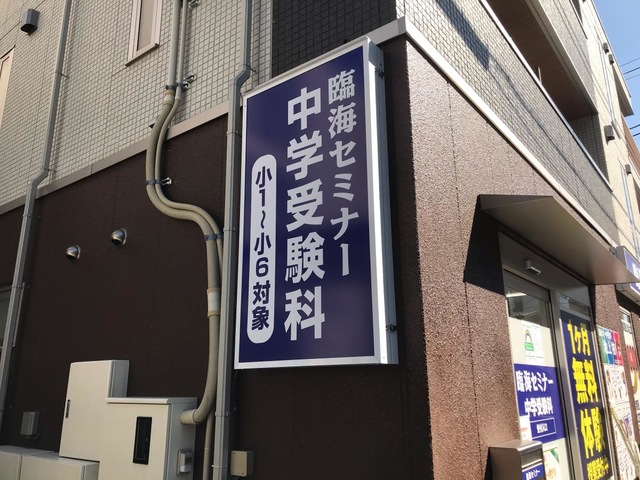 臨海セミナー
中学受験科
小1～小6対象
臨海セミナー
中学受験科
1ヶ月
無料
体験